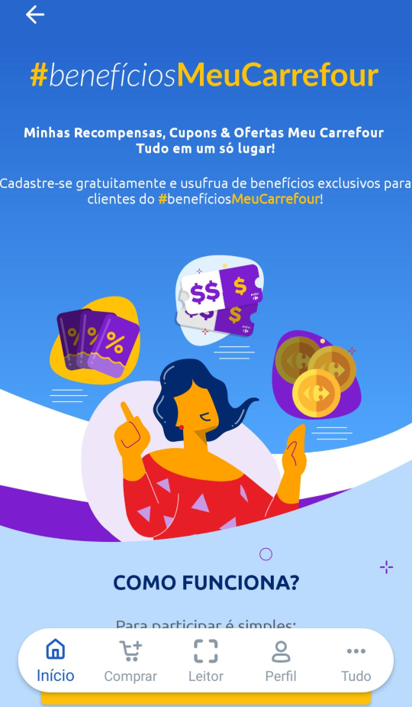 #benefíciosMeuCarrefour
Minhas Recompensas, Cupons & Ofertas Meu Carrefour
Tudo em um só lugar!
Cadastre-se gratuitamente e usufrua de benefícios exclusivos para
clientes do #benefíciosMeuCarrefour!
% % %
$$ $
$$ $
COMO FUNCIONA?
Para participar é simples:
Início
Comprar
Leitor
Perfil
Tudo